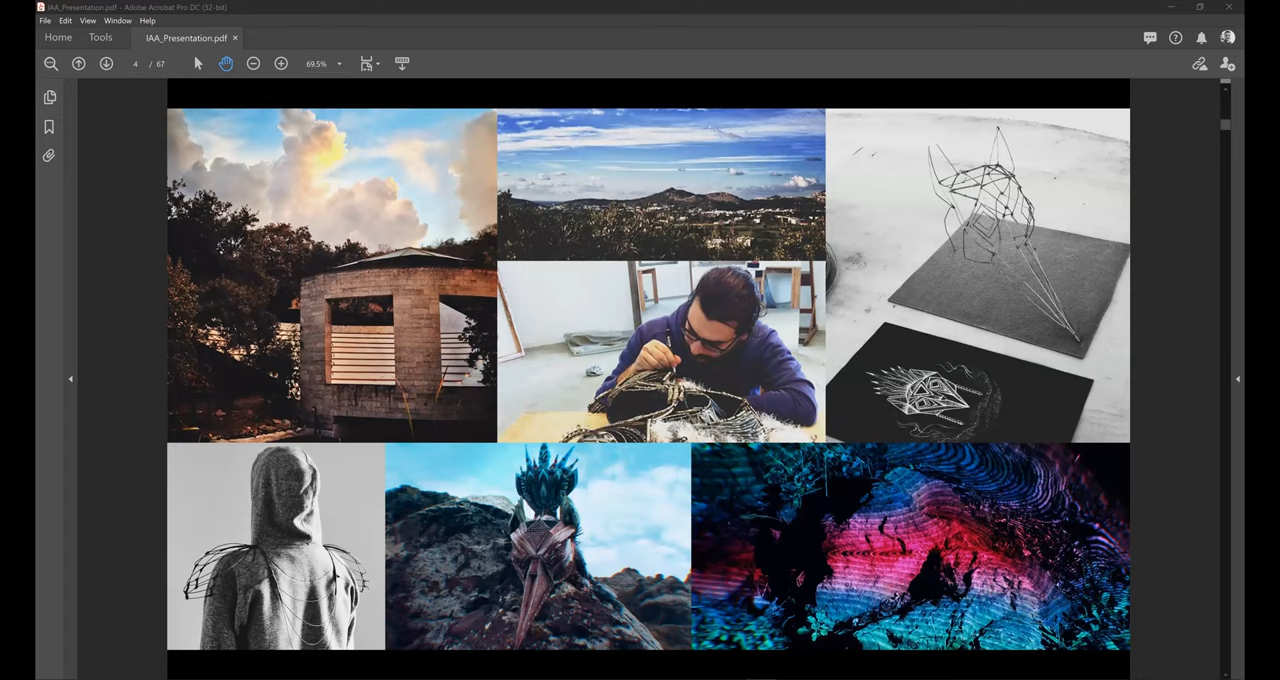 IAA_Presentation.pdf - Adobe Acrobat Pro DC (32-bit)
File Edit View Window Help
Home Tools IAA_Presentation.pdf ×
4 / 67 69.5%